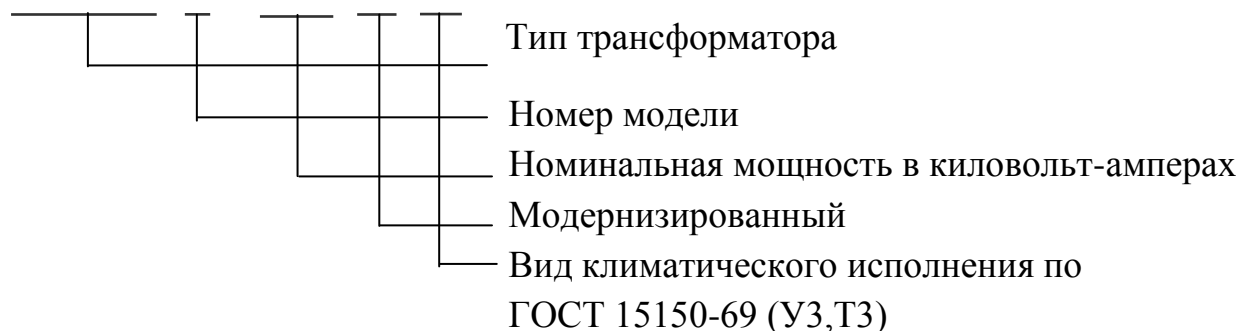 Тип трансформатора
Номер модели
Номинальная мощность в киловольт-амперах
Модернизированный
Вид климатического исполнения по
ГОСТ 15150-69 (У3,Т3)